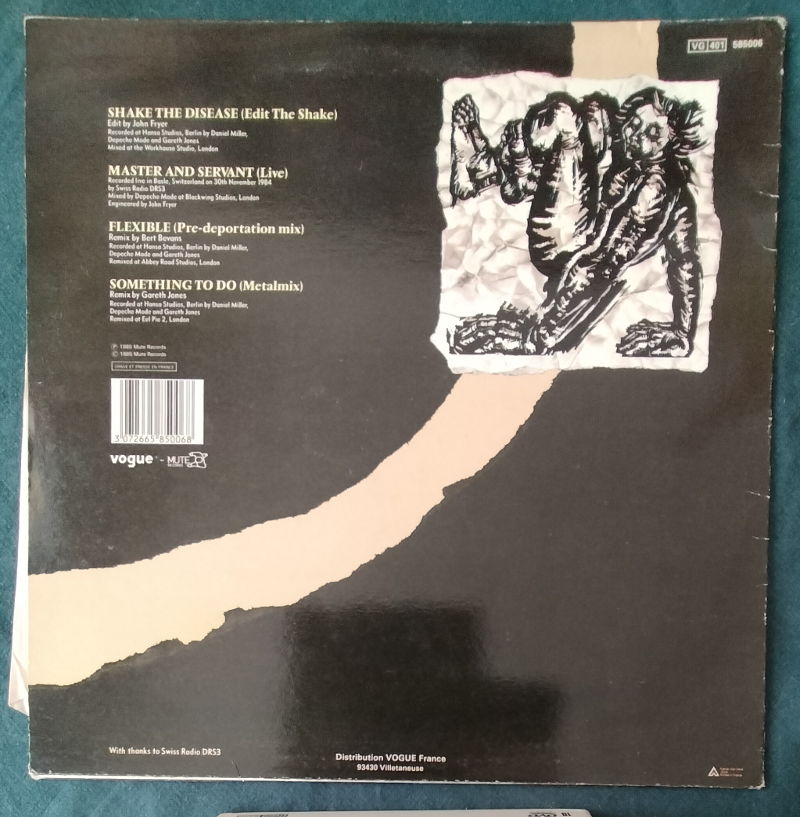 VG 401 585006
SHAKE THE DISEASE (Edit The Shake)
Edit by John Fryer
Recorded at Hansa Studios, Berlin by Daniel Miller,
Depeche Mode and Gareth Jones
Mixed at the Workhouse Studio, London
MASTER AND SERVANT (Live)
Recorded live in Basle, Switzerland on 30th November 1984
by Swiss Radio DRS3
Mixed by Depeche Mode at Blackwing Studios, London
Engineered by John Fryer
FLEXIBLE (Pre-deportation mix)
Remix by Bert Bevans
Recorded at Hansa Studios, Berlin by Daniel Miller,
Depeche Mode and Gareth Jones
Remixed at Abbey Road Studios, London
SOMETHING TO DO (Metalmix)
Remix by Gareth Jones
Recorded at Hansa Studios, Berlin by Daniel Miller,
Depeche Mode and Gareth Jones
Remixed at Eel Pie 2, London
℗ 1985 Mute Records
© 1985 Mute Records
GRAVE ET PRESSE EN FRANCE
3 072665 850068
vogue - MUTE
RECORDS
With thanks to Swiss Radio DRS3
Distribution VOGUE France
93430 Villetaneuse